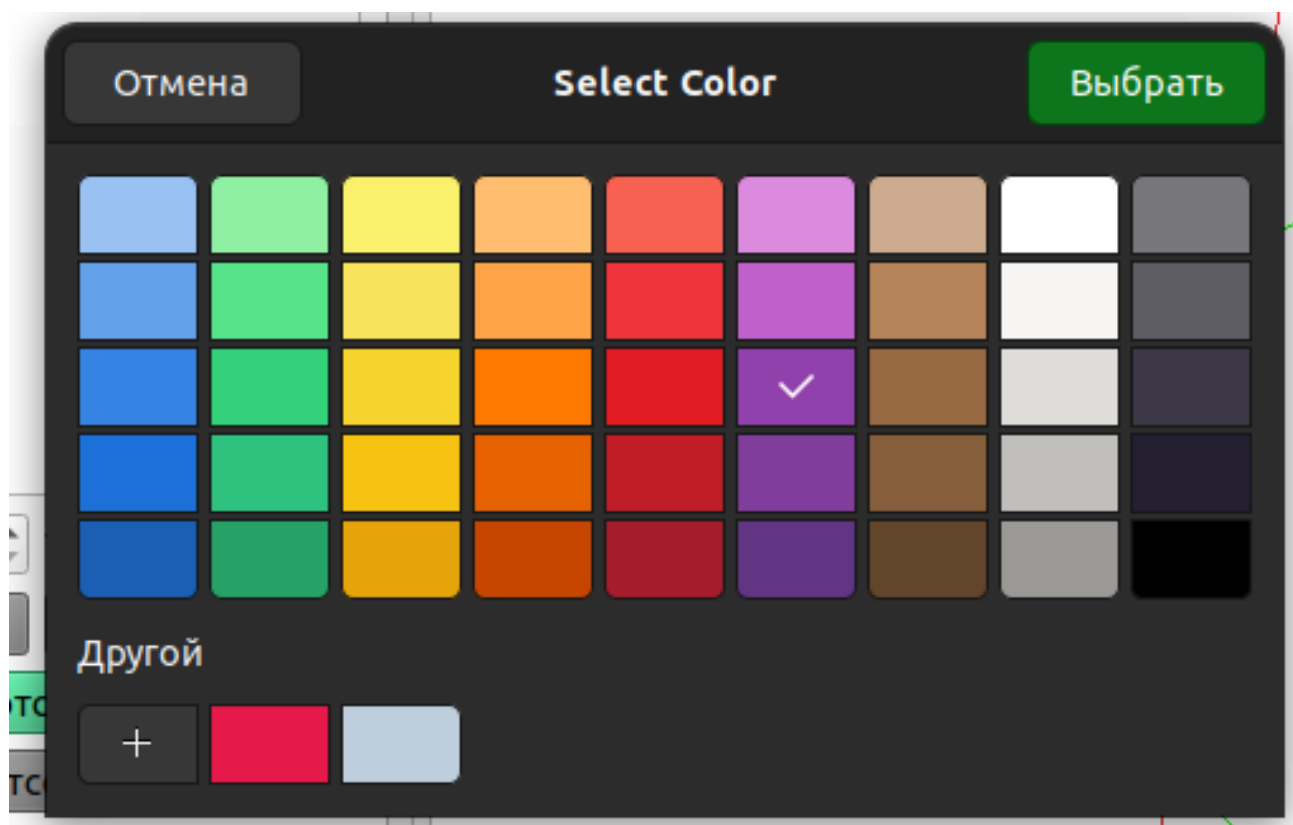 Отмена
Select Color
Выбрать
Другой
+